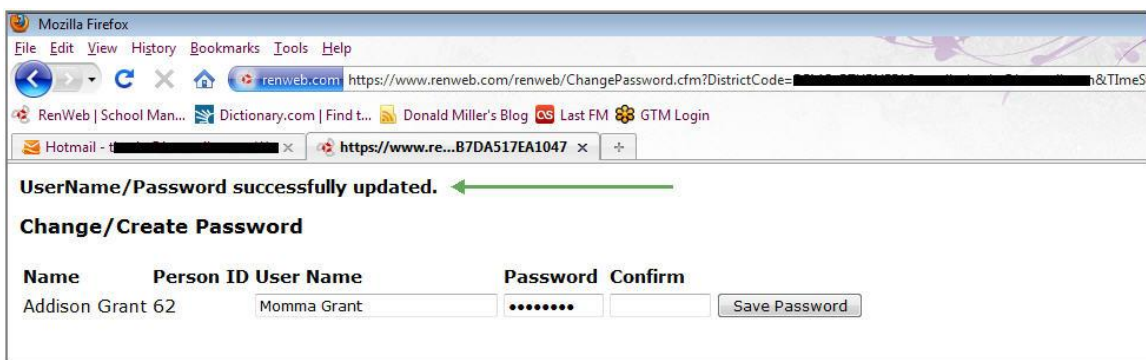 Mozilla Firefox
File Edit View History Bookmarks Tools Help
renweb.com https://www.renweb.com/renweb/ChangePassword.cfm?DistrictCode= n&TImeS
RenWeb | School Man... Dictionary.com | Find t... Donald Miller's Blog Last FM GTM Login
Hotmail - t https://www.re...B7DA517EA1047
UserName/Password successfully updated.
Change/Create Password
Name Person ID User Name Password Confirm
Addison Grant 62 Momma Grant •••••••• Save Password